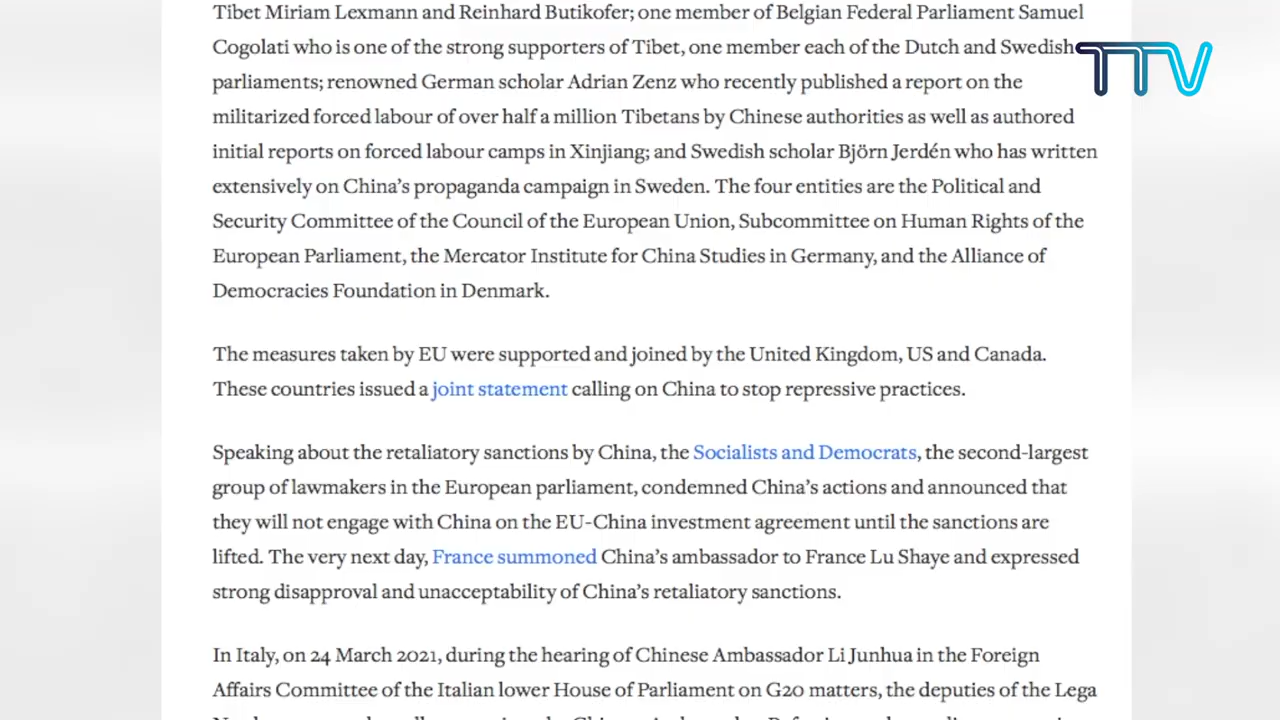 Tibet Miriam Lexmann and Reinhard Butikofer; one member of Belgian Federal Parliament Samuel
Cogolati who is one of the strong supporters of Tibet, one member each of the Dutch and Swedish
TTV
parliaments; renowned German scholar Adrian Zenz who recently published a report on the
militarized forced labour of over half a million Tibetans by Chinese authorities as well as authored
initial reports on forced labour camps in Xinjiang; and Swedish scholar Björn Jerdén who has written
extensively on China’s propaganda campaign in Sweden. The four entities are the Political and
Security Committee of the Council of the European Union, Subcommittee on Human Rights of the
European Parliament, the Mercator Institute for China Studies in Germany, and the Alliance of
Democracies Foundation in Denmark.
The measures taken by EU were supported and joined by the United Kingdom, US and Canada.
These countries issued a joint statement calling on China to stop repressive practices.
Speaking about the retaliatory sanctions by China, the Socialists and Democrats, the second-largest
group of lawmakers in the European parliament, condemned China’s actions and announced that
they will not engage with China on the EU-China investment agreement until the sanctions are
lifted. The very next day, France summoned China’s ambassador to France Lu Shaye and expressed
strong disapproval and unacceptability of China’s retaliatory sanctions.
In Italy, on 24 March 2021, during the hearing of Chinese Ambassador Li Junhua in the Foreign
Affairs Committee of the Italian lower House of Parliament on G20 matters, the deputies of the Lega